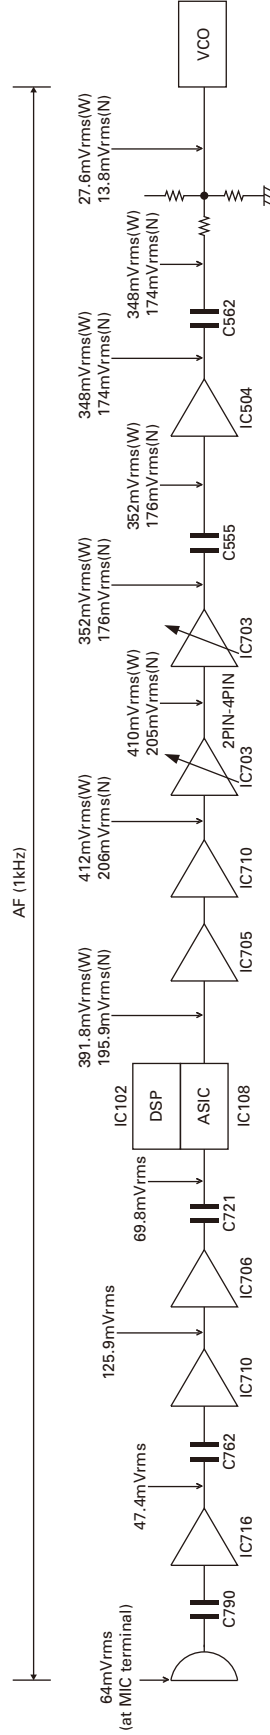 AF (1kHz)
64mVrms
(at MIC terminal)
C790
IC716
47.4mVrms
C762
IC710
125.9mVrms
IC706
C721
69.8mVrms
IC102
DSP
ASIC
IC108
391.8mVrms(W)
195.9mVrms(N)
IC705
IC710
412mVrms(W)
206mVrms(N)
IC703
410mVrms(W)
205mVrms(N)
2PIN-4PIN
IC703
352mVrms(W)
176mVrms(N)
C555
352mVrms(W)
176mVrms(N)
IC504
348mVrms(W)
174mVrms(N)
C562
348mVrms(W)
174mVrms(N)
27.6mVrms(W)
13.8mVrms(N)
VCO